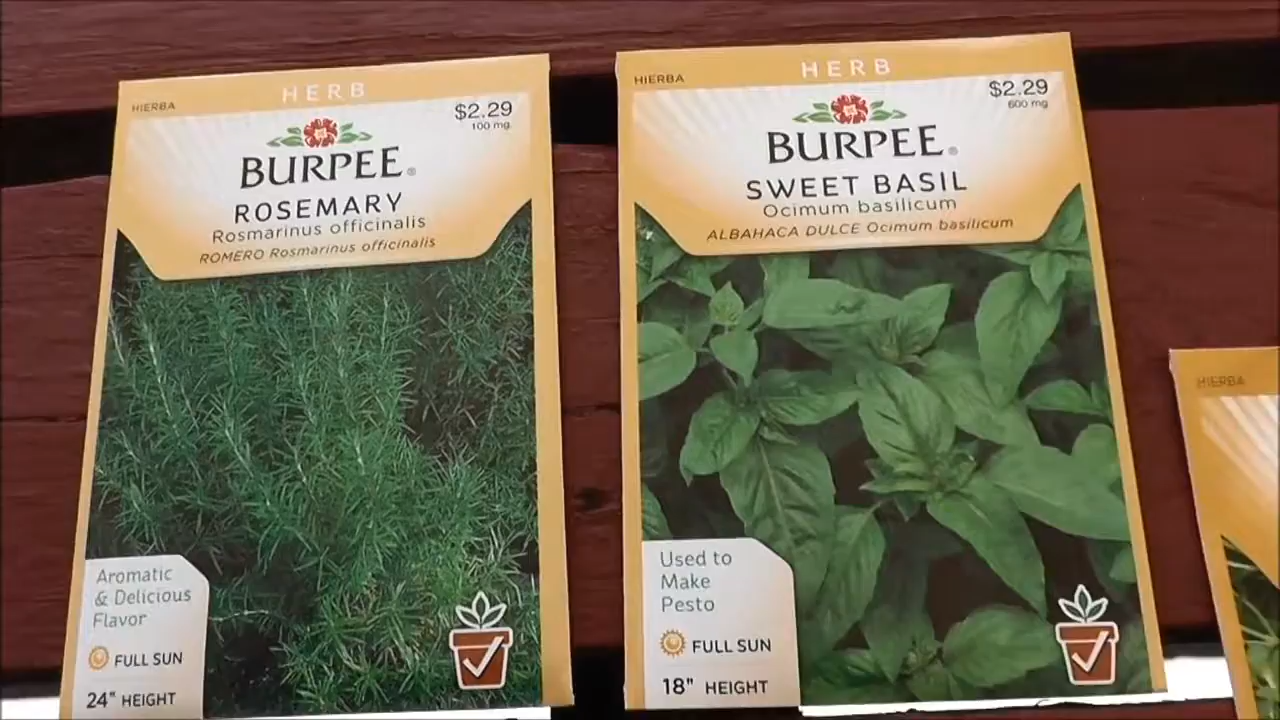 HIERBA
HERB
$2.29
100 mg.
BURPEE®
ROSEMARY
Rosmarinus officinalis
ROMERO Rosmarinus officinalis
Aromatic
& Delicious
Flavor
FULL SUN
24" HEIGHT
HIERBA
HERB
$2.29
600 mg
BURPEE®
SWEET BASIL
Ocimum basilicum
ALBAHACA DULCE Ocimum basilicum
Used to
Make
Pesto
FULL SUN
18" HEIGHT
HIERBA